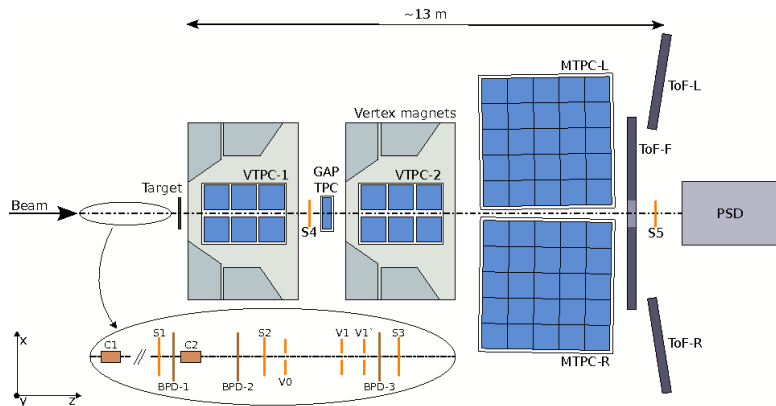 ~13 m
MTPC-L
ToF-L
Vertex magnets
ToF-F
Target
VTPC-1
GAP
TPC
VTPC-2
Beam
PSD
S4
S5
S1
S2
V1
V1`
S3
C1
C2
x
BPD-1
BPD-2
V0
BPD-3
MTPC-R
ToF-R
y
z